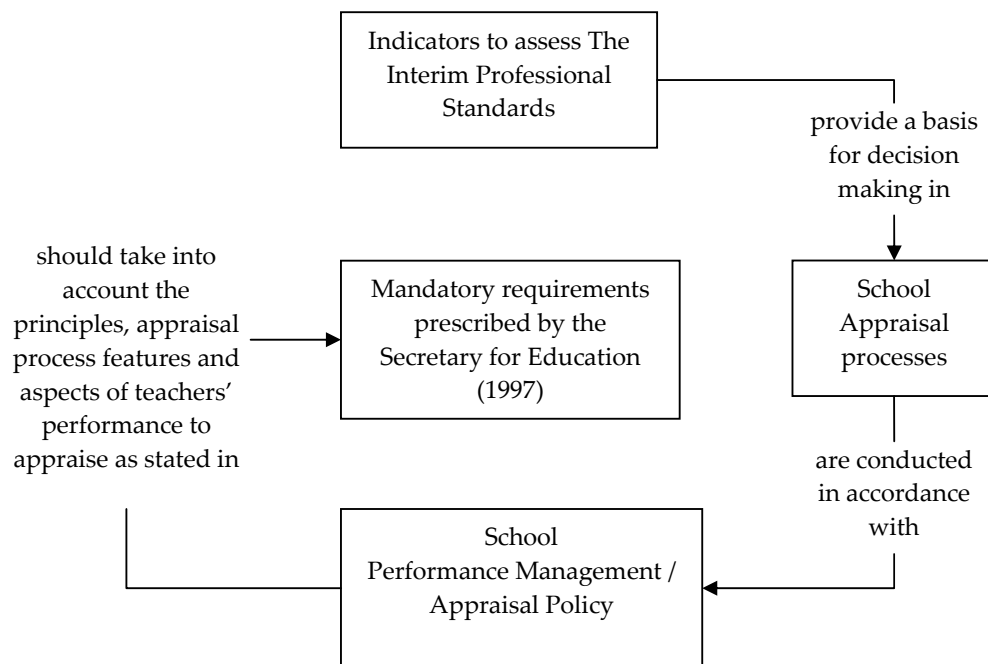 Indicators to assess The
Interim Professional
Standards
provide a basis
for decision
making in
School
Appraisal
processes
are conducted
in accordance
with
School
Performance Management /
Appraisal Policy
should take into
account the
principles, appraisal
process features and
aspects of teachers’
performance to
appraise as stated in
Mandatory requirements
prescribed by the
Secretary for Education
(1997)